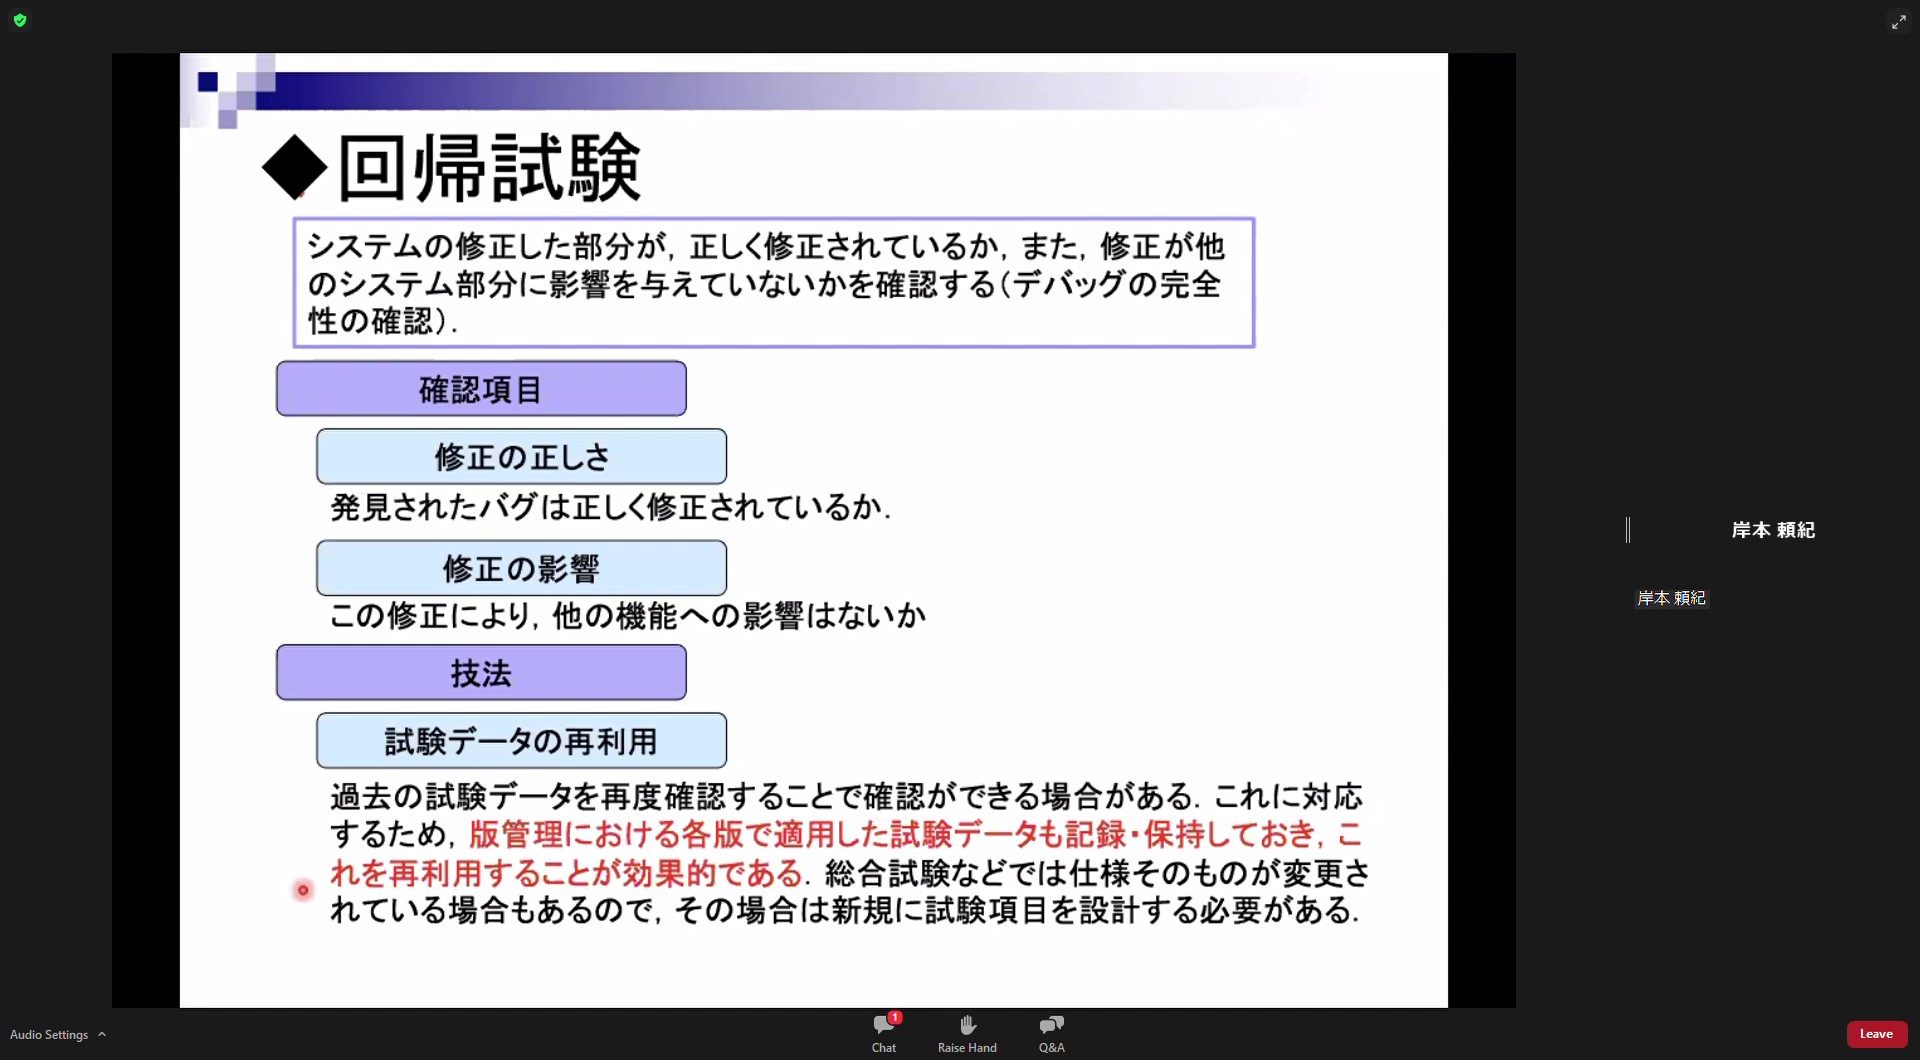 ◆回帰試験
システムの修正した部分が，正しく修正されているか，また，修正が他
のシステム部分に影響を与えていないかを確認する（デバッグの完全
性の確認）．
確認項目
修正の正しさ
発見されたバグは正しく修正されているか．
修正の影響
この修正により，他の機能への影響はないか
技法
試験データの再利用
過去の試験データを再度確認することで確認ができる場合がある．これに対応
するため，版管理における各版で適用した試験データも記録・保持しておき，こ
れを再利用することが効果的である．総合試験などでは仕様そのものが変更さ
れている場合もあるので，その場合は新規に試験項目を設計する必要がある．
岸本 頼紀
岸本 頼紀
Audio Settings
1
Chat
Raise Hand
Q&A
Leave